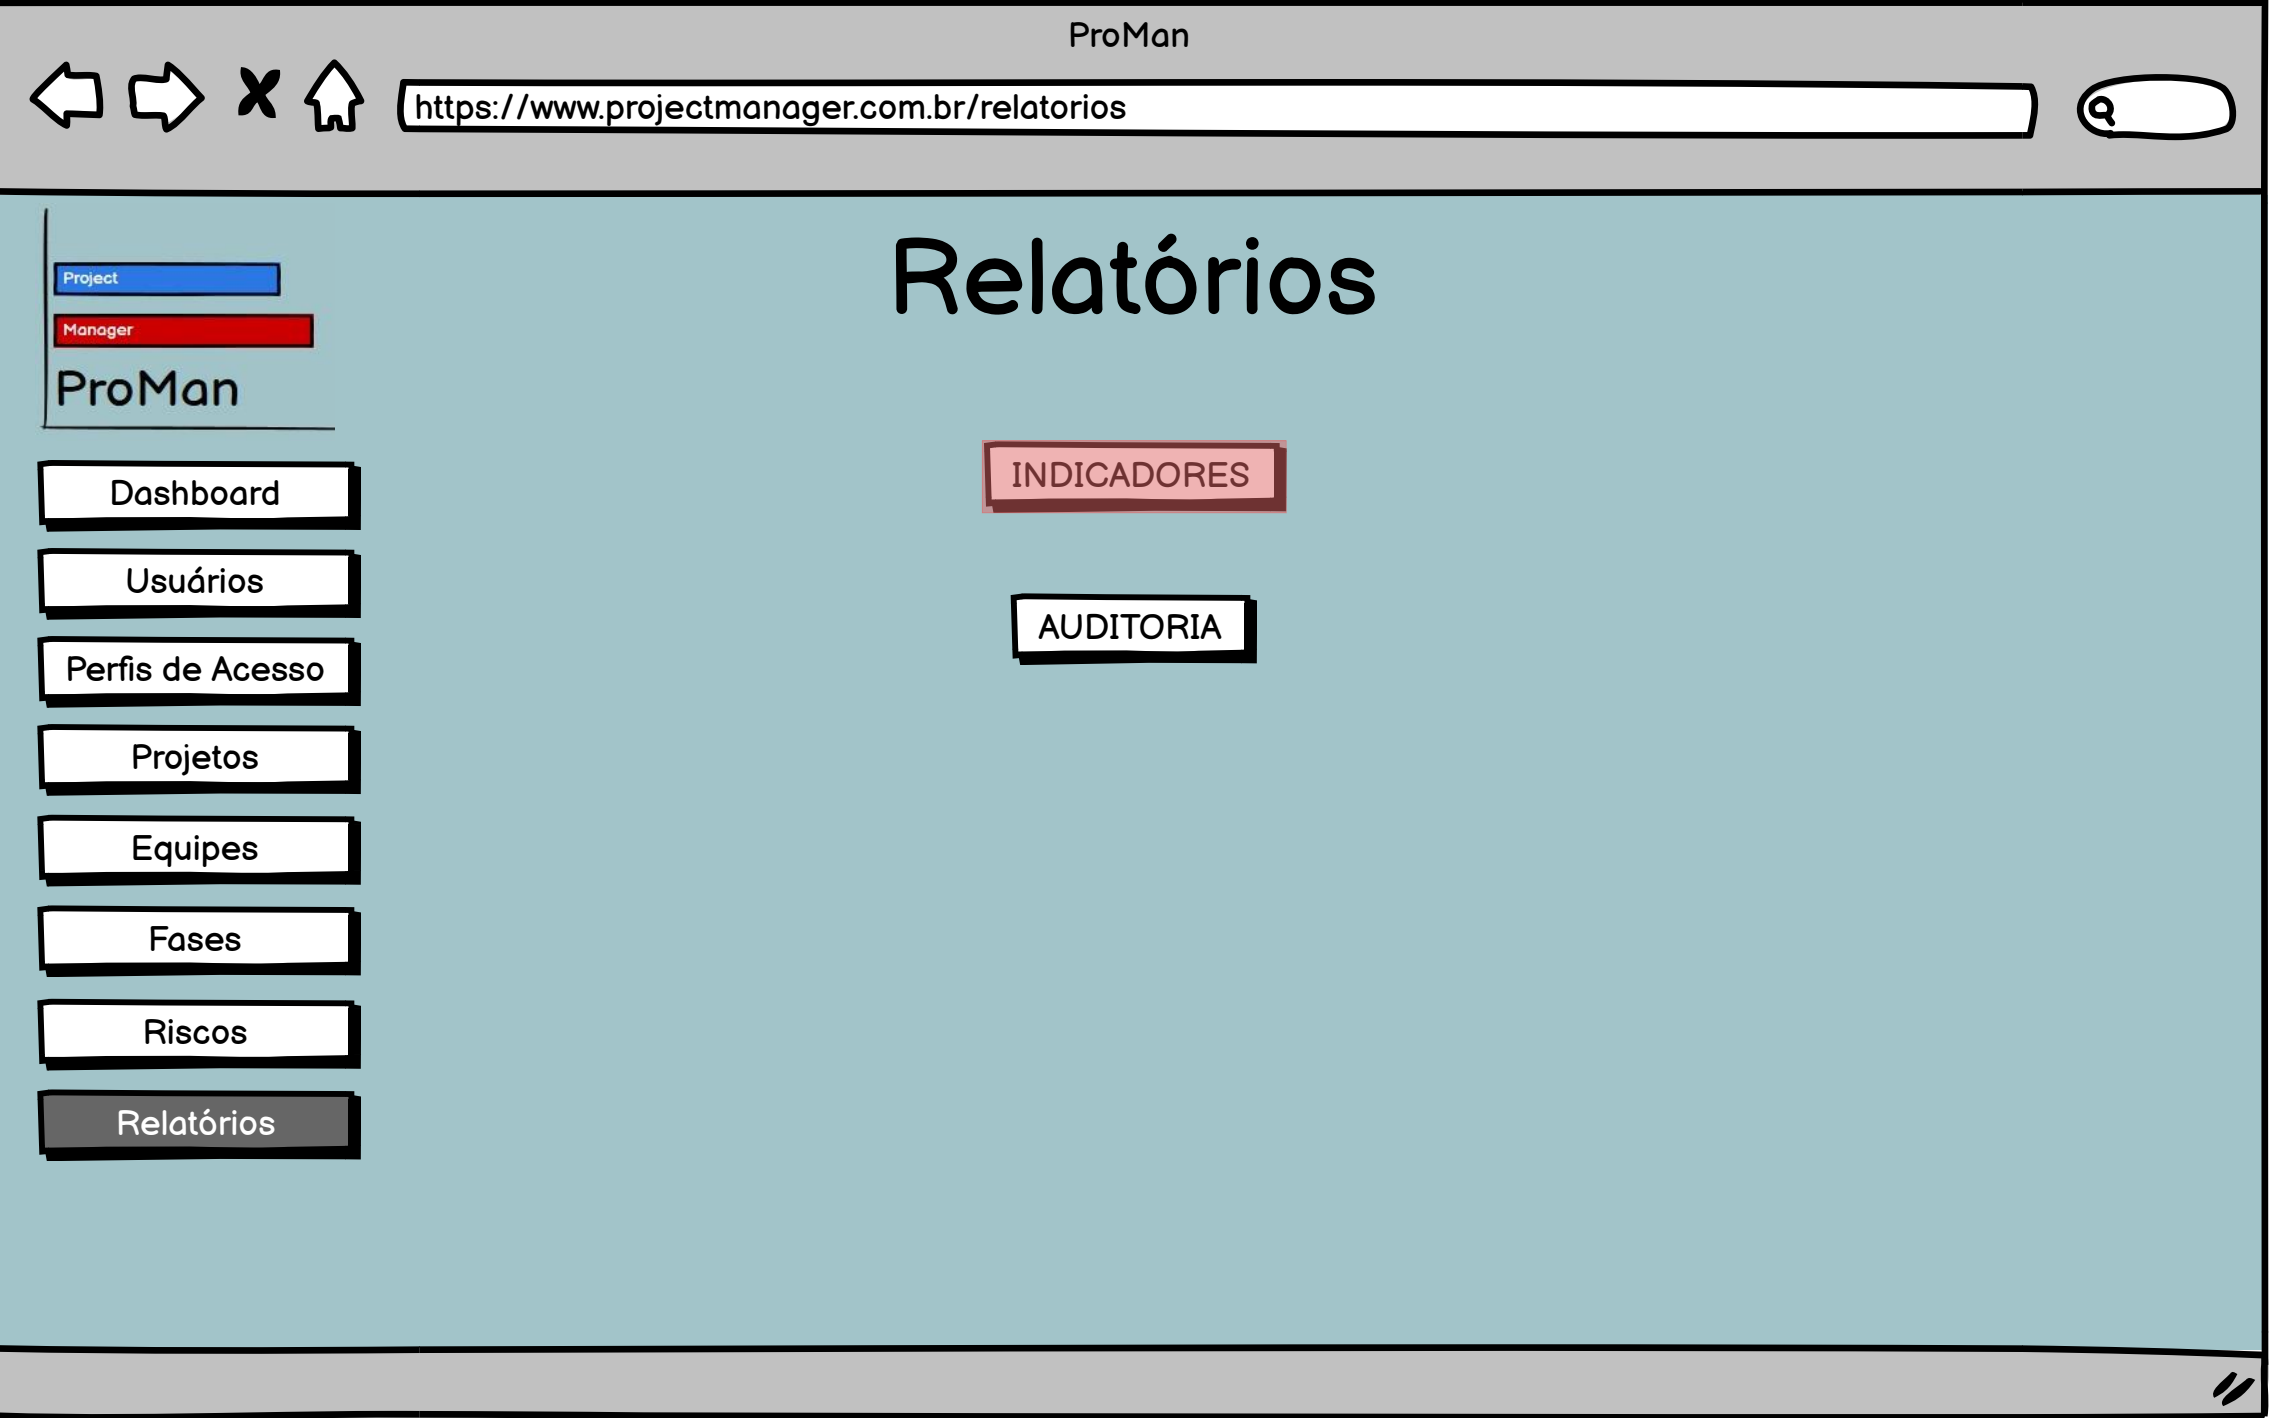 ProMan
https://www.projectmanager.com.br/relatorios
Project
Manager
ProMan
Relatórios
Dashboard
Usuários
Perfis de Acesso
Projetos
Equipes
Fases
Riscos
Relatórios
INDICADORES
AUDITORIA